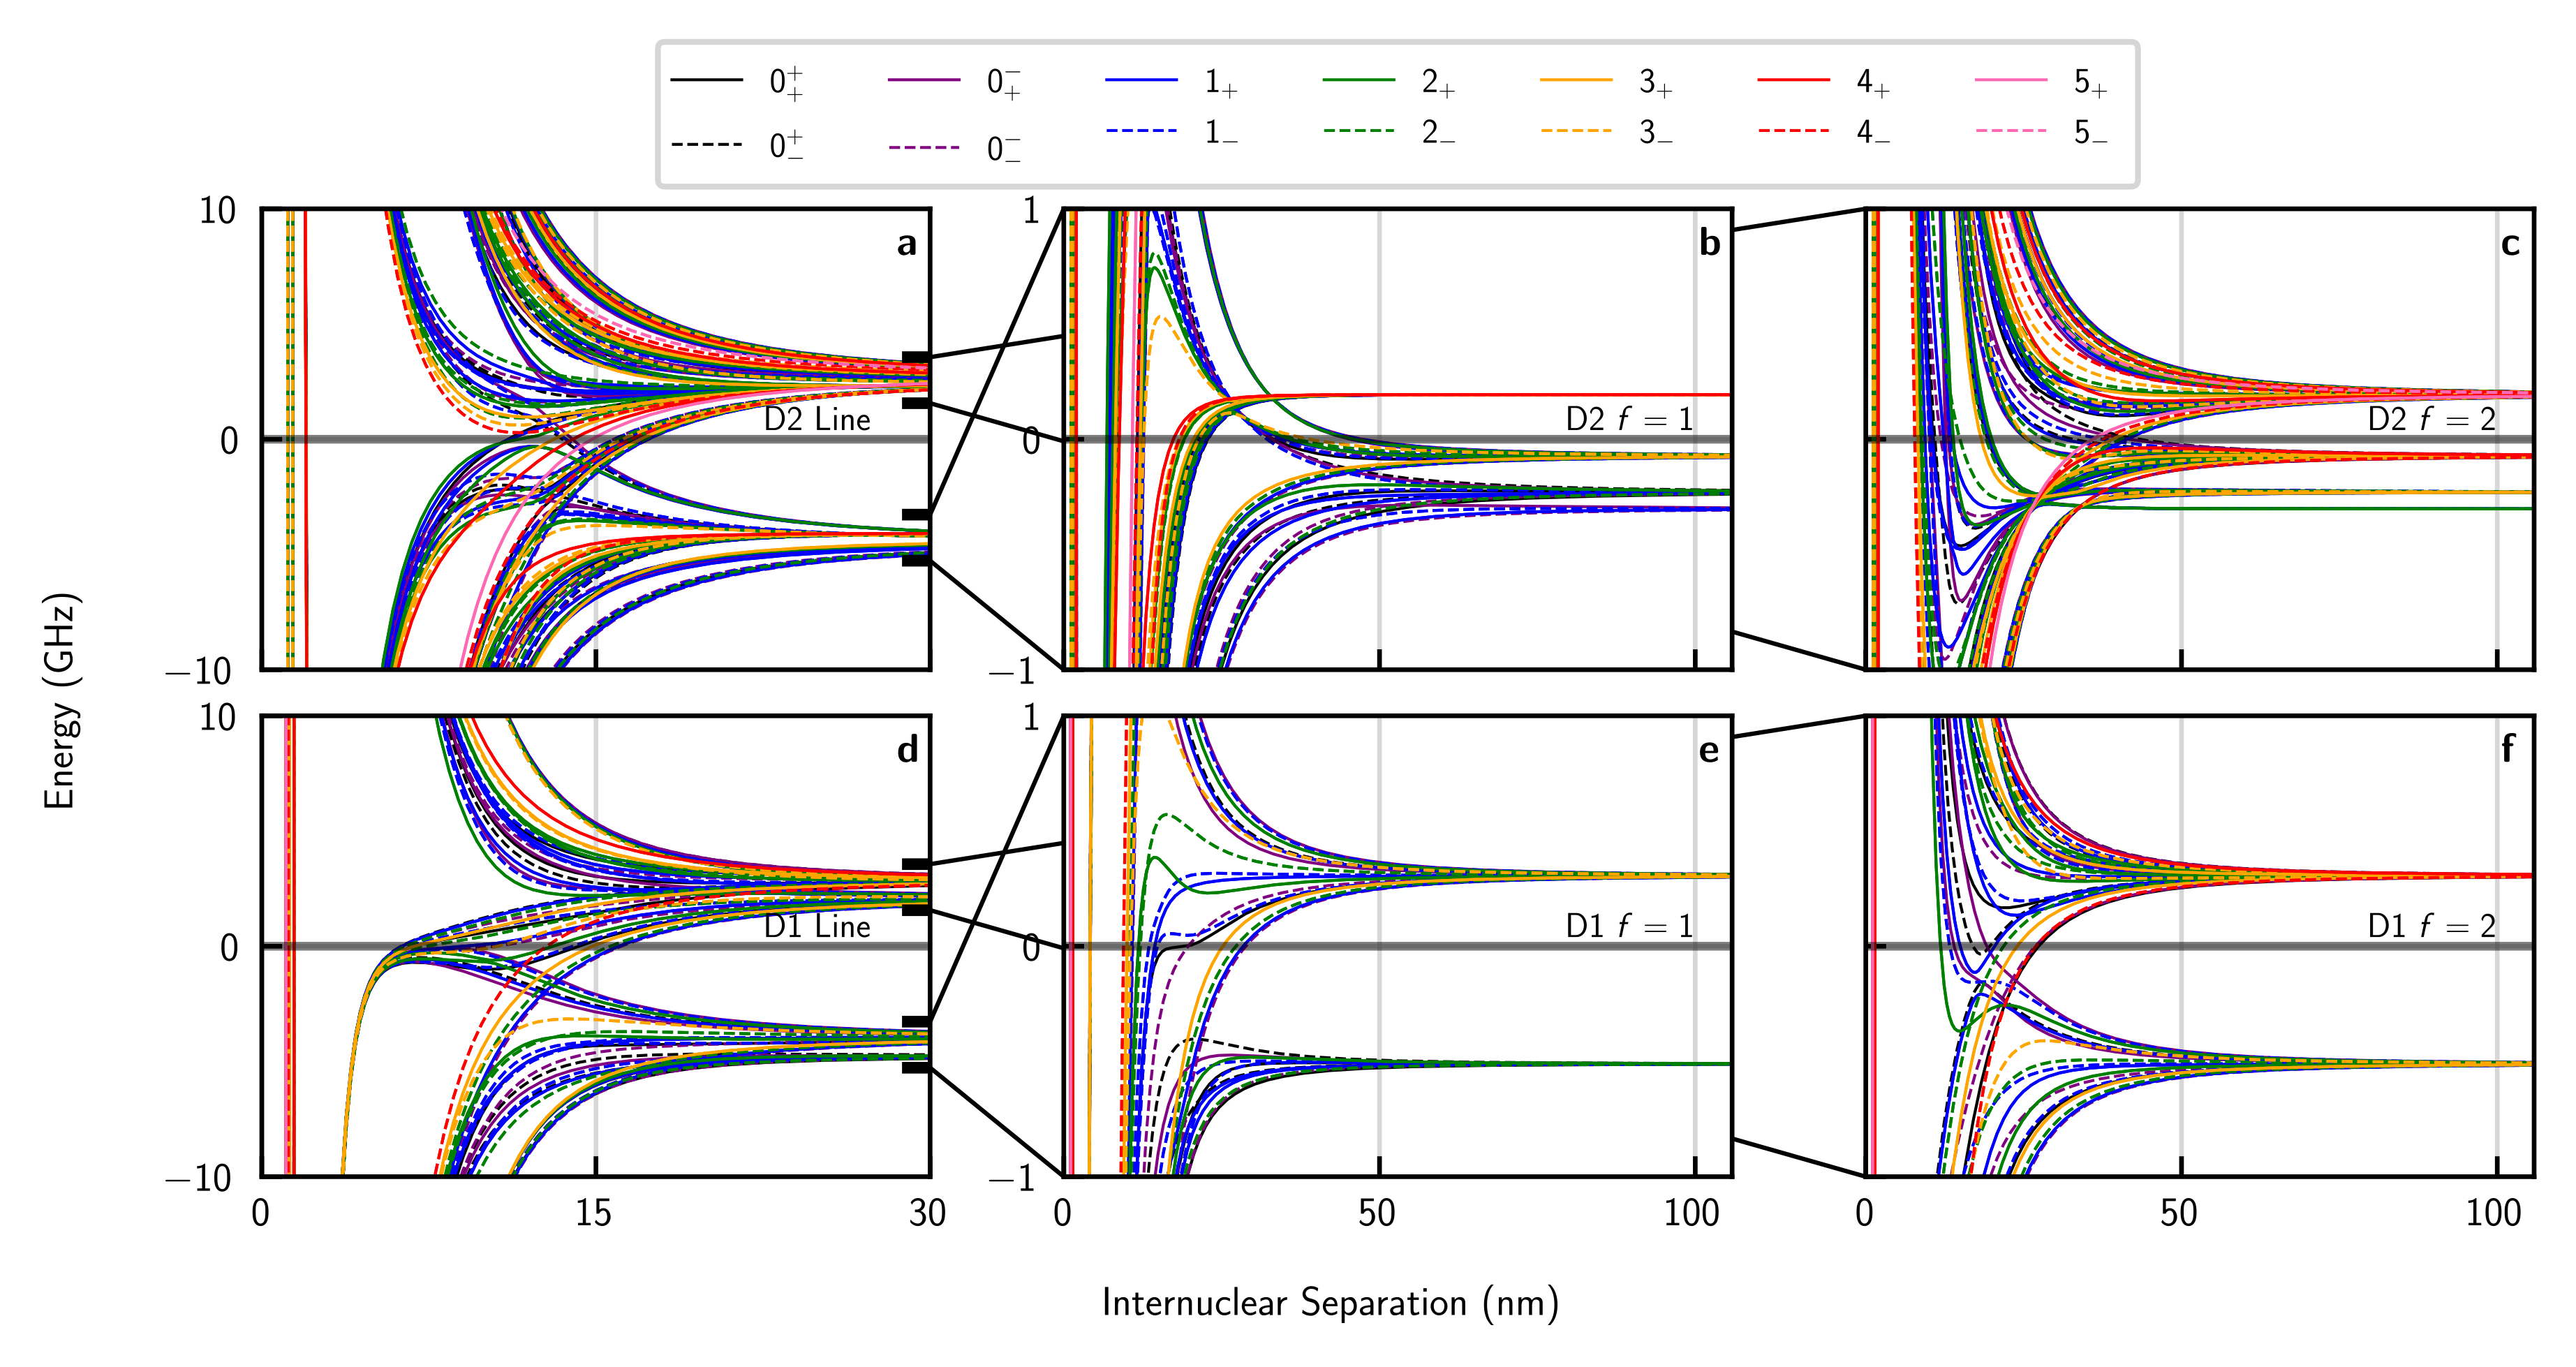 0⁺₊ 0⁻₊ 1₊ 2₊ 3₊ 4₊ 5₊
0⁺₋ 0⁻₋ 1₋ 2₋ 3₋ 4₋ 5₋
Energy (GHz)
10
0
−10
a
D2 Line
1
0
−1
b
D2 f = 1
c
D2 f = 2
10
0
−10
d
D1 Line
0 15 30
1
0
−1
e
D1 f = 1
0 50 100
f
D1 f = 2
0 50 100
Internuclear Separation (nm)